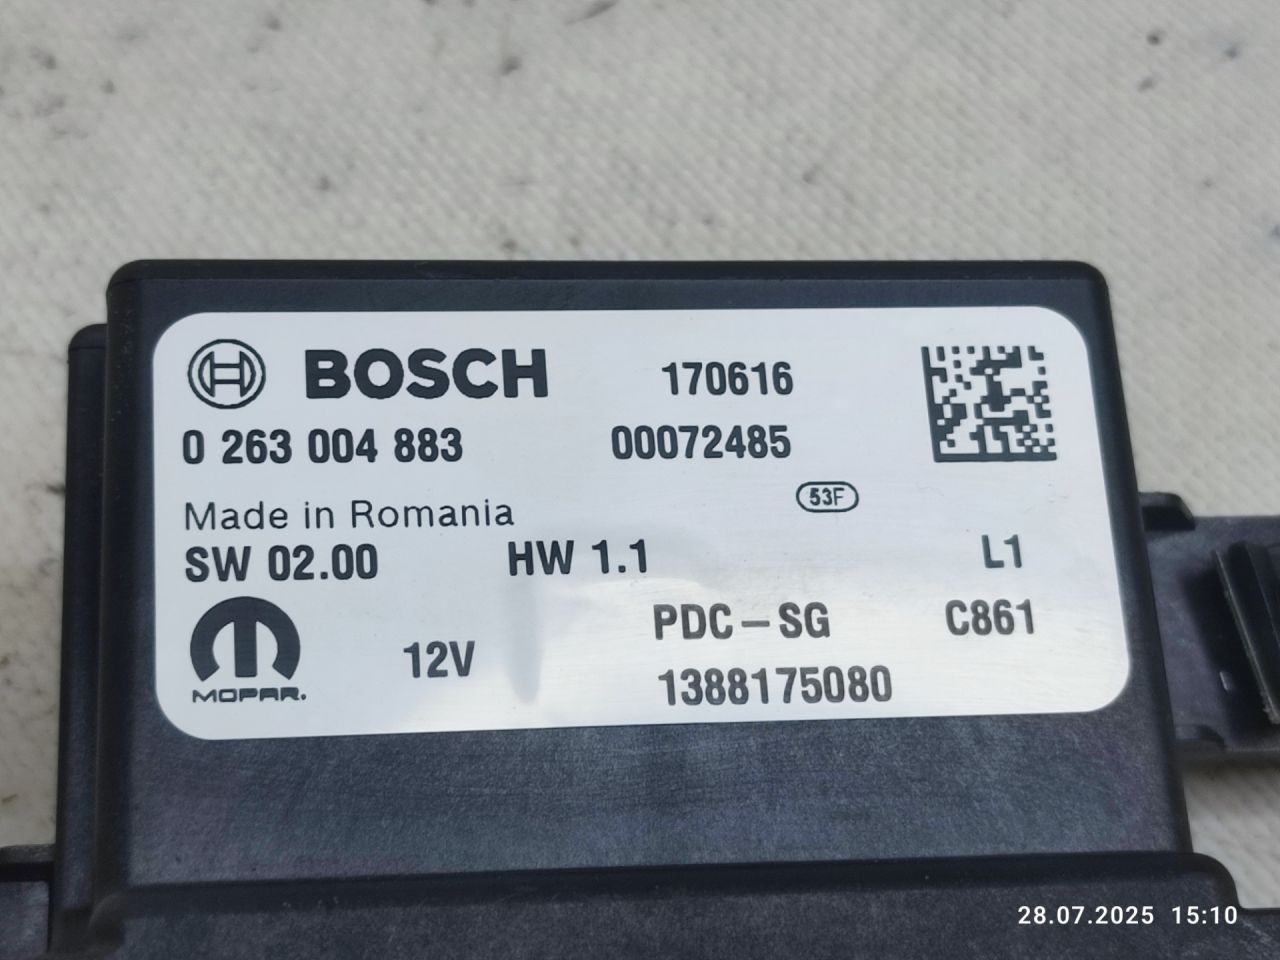 BOSCH 170616
0 263 004 883 00072485
53F
Made in Romania
SW 02.00 HW 1.1 L1
PDC-SG C861
12V
MOPAR. 1388175080
28.07.2025 15:10